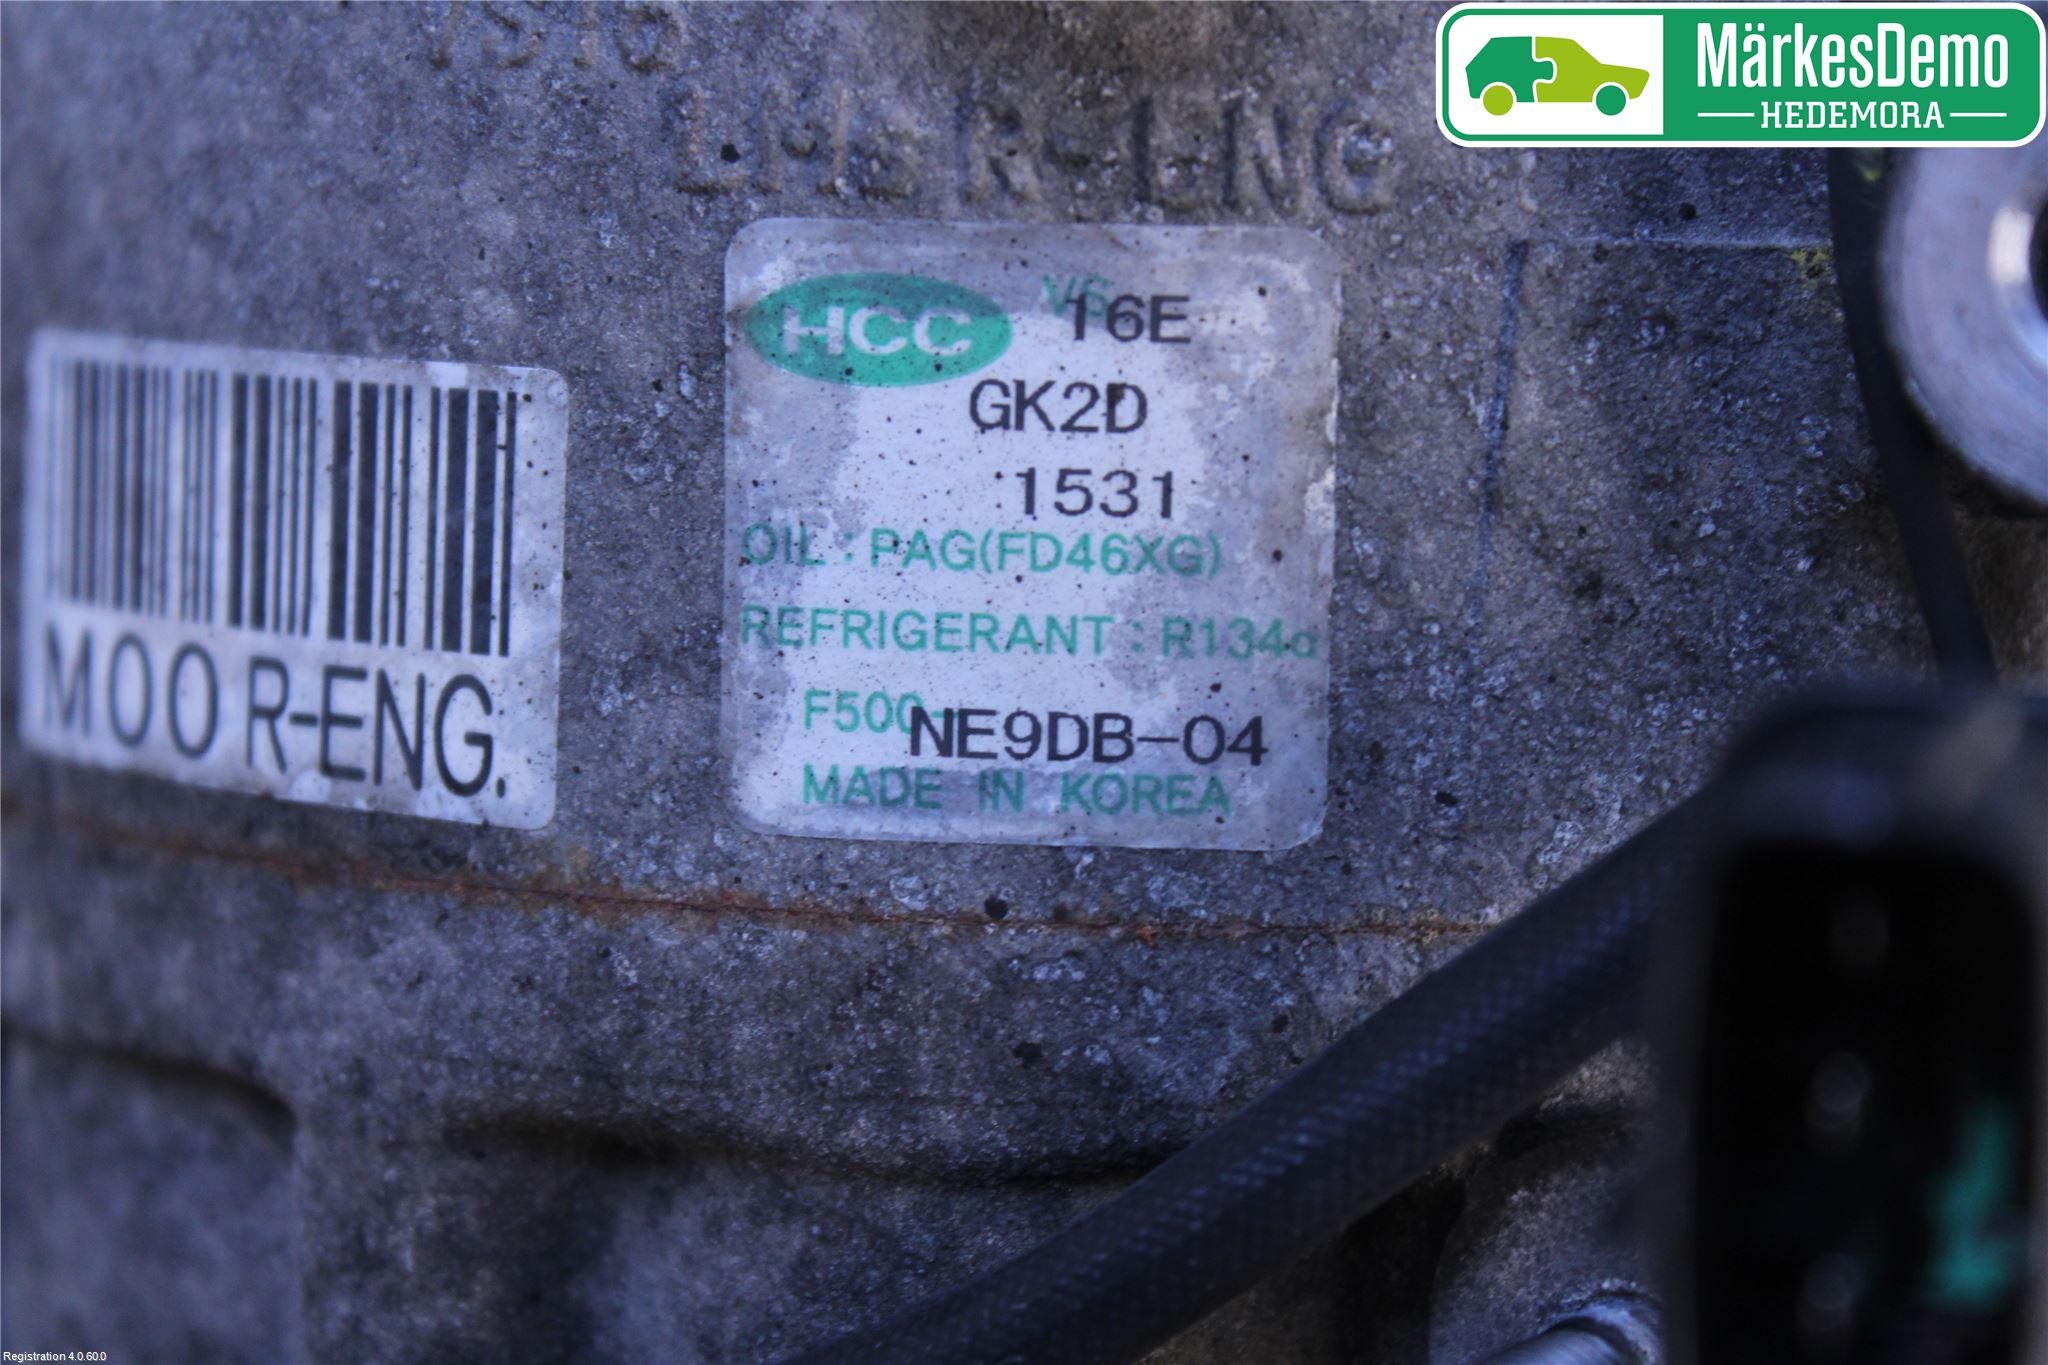 MärkesDemo
HEDEMORA
R-ENG
HCC V6
16E
GK2D
1531
OIL : PAG(FD46XG)
REFRIGERANT : R134a
F500-
NE9DB-04
MADE IN KOREA
MOO R-ENG.
Registration 4.0.60.0